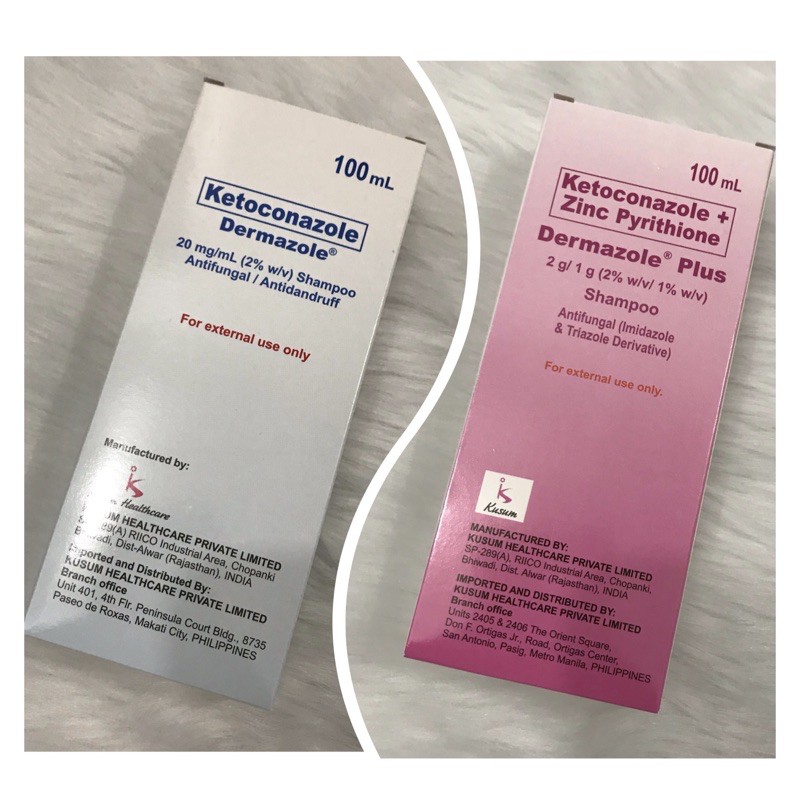 100 mL
Ketoconazole
Dermazole®
20 mg/mL (2% w/v) Shampoo
Antifungal / Antidandruff
For external use only
Manufactured by:
Healthcare
HEALTHCARE PRIVATE LIMITED
RIICO Industrial Area, Chopanki
Bhiwadi, Dist-Alwar (Rajasthan), INDIA
Imported and Distributed By:
KUSUM HEALTHCARE PRIVATE LIMITED
Branch office
Unit 401, 4th Flr. Peninsula Court Bldg., 8735
Paseo de Roxas, Makati City, PHILIPPINES
100 mL
Ketoconazole +
Zinc Pyrithione
Dermazole® Plus
2 g/ 1 g (2% w/v/ 1% w/v)
Shampoo
Antifungal (Imidazole
& Triazole Derivative)
For external use only.
Kusum
MANUFACTURED BY:
KUSUM HEALTHCARE PRIVATE LIMITED
SP-289(A), RIICO Industrial Area, Chopanki,
Bhiwadi, Dist. Alwar (Rajasthan), INDIA
IMPORTED AND DISTRIBUTED BY:
KUSUM HEALTHCARE PRIVATE LIMITED
Branch office
Units 2405 & 2406 The Orient Square,
Don F. Ortigas Jr., Road, Ortigas Center,
San Antonio, Pasig, Metro Manila, PHILIPPINES